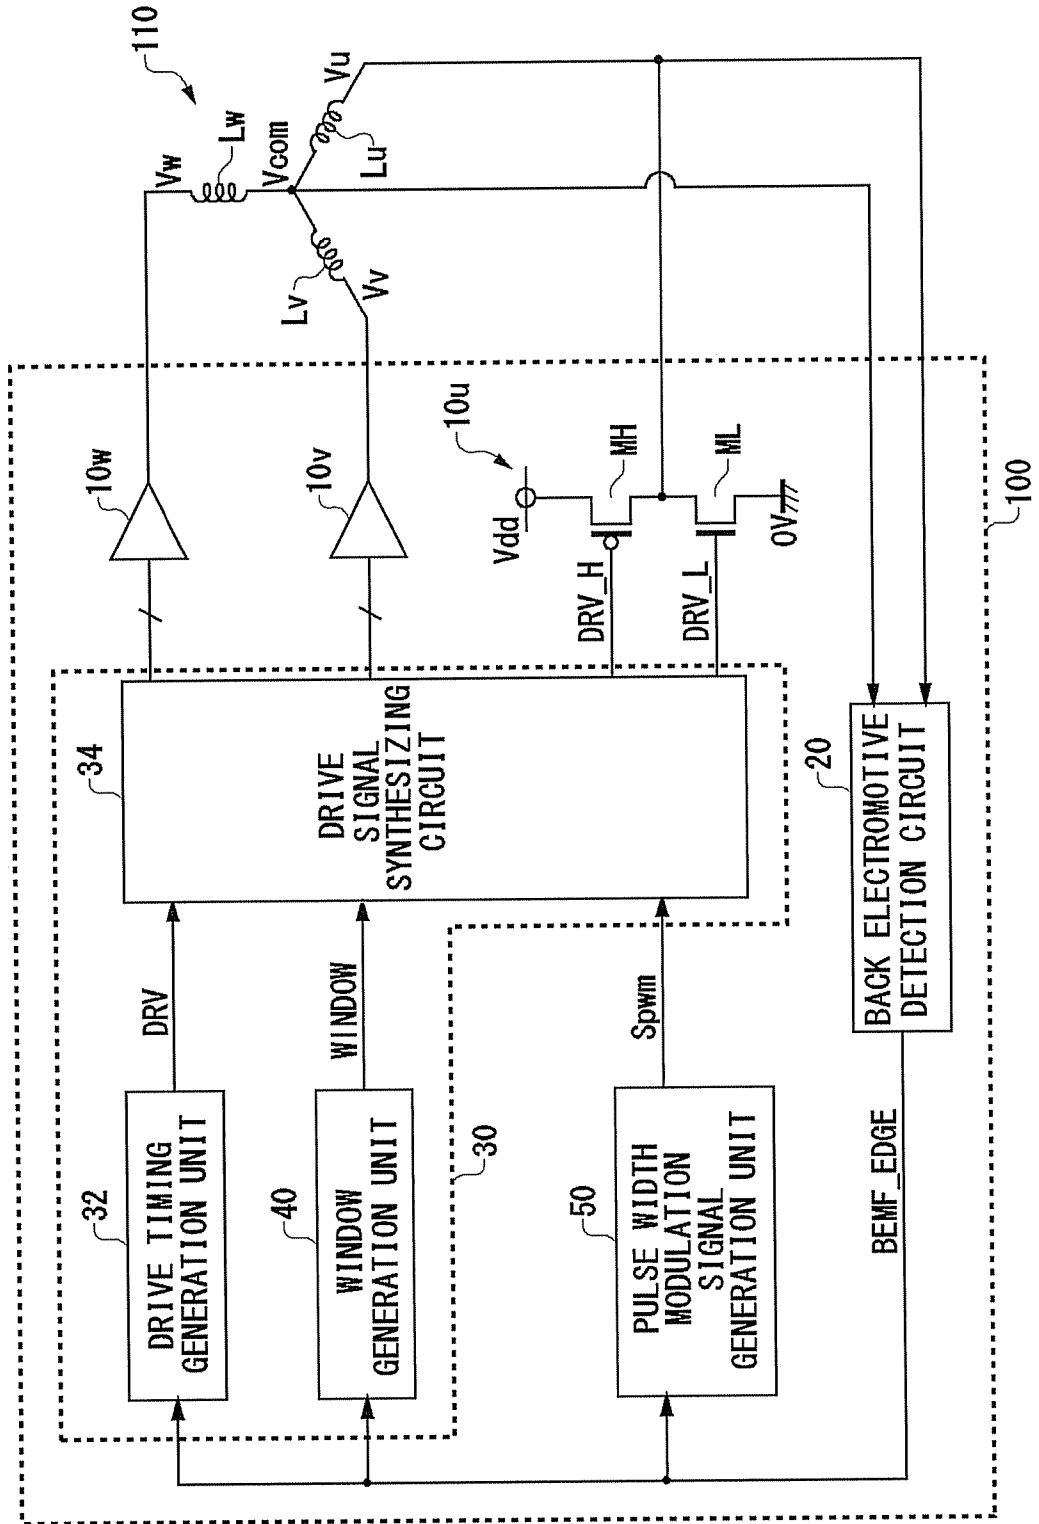 110
Vw
Lw
Vcom
Vu
Lu
Lv
Vv
10w
10v
10u
Vdd
MH
ML
0V
DRV_H
DRV_L
100
34
DRIVE
SIGNAL
SYNTHESIZING
CIRCUIT
20
BACK ELECTROMOTIVE
DETECTION CIRCUIT
DRV
WINDOW
Spwm
32
DRIVE TIMING
GENERATION UNIT
40
WINDOW
GENERATION UNIT
30
50
PULSE WIDTH
MODULATION
SIGNAL
GENERATION UNIT
BEMF_EDGE